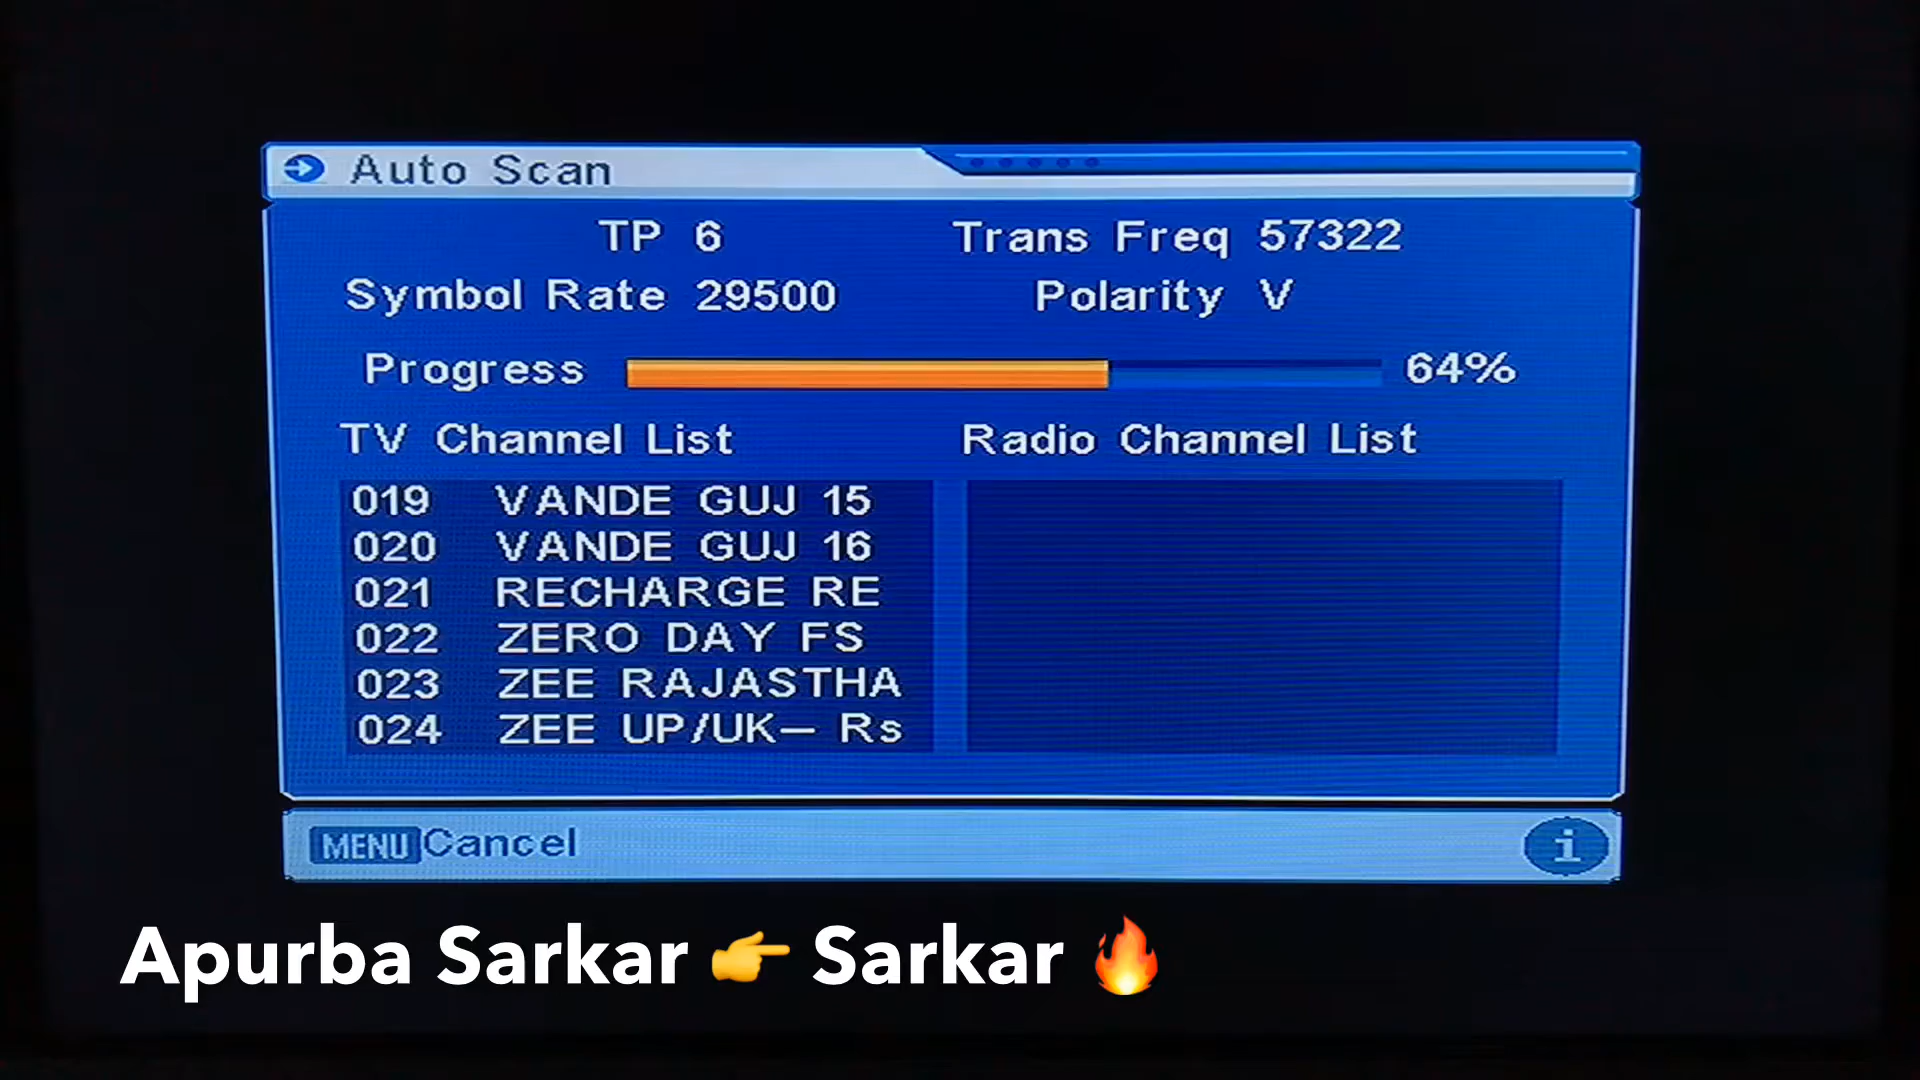 Auto Scan
TP 6 Trans Freq 57322
Symbol Rate 29500 Polarity V
Progress 64%
TV Channel List Radio Channel List
019 VANDE GUJ 15
020 VANDE GUJ 16
021 RECHARGE RE
022 ZERO DAY FS
023 ZEE RAJASTHA
024 ZEE UP/UK– Rs
MENU Cancel i
Apurba Sarkar 👉 Sarkar 🔥